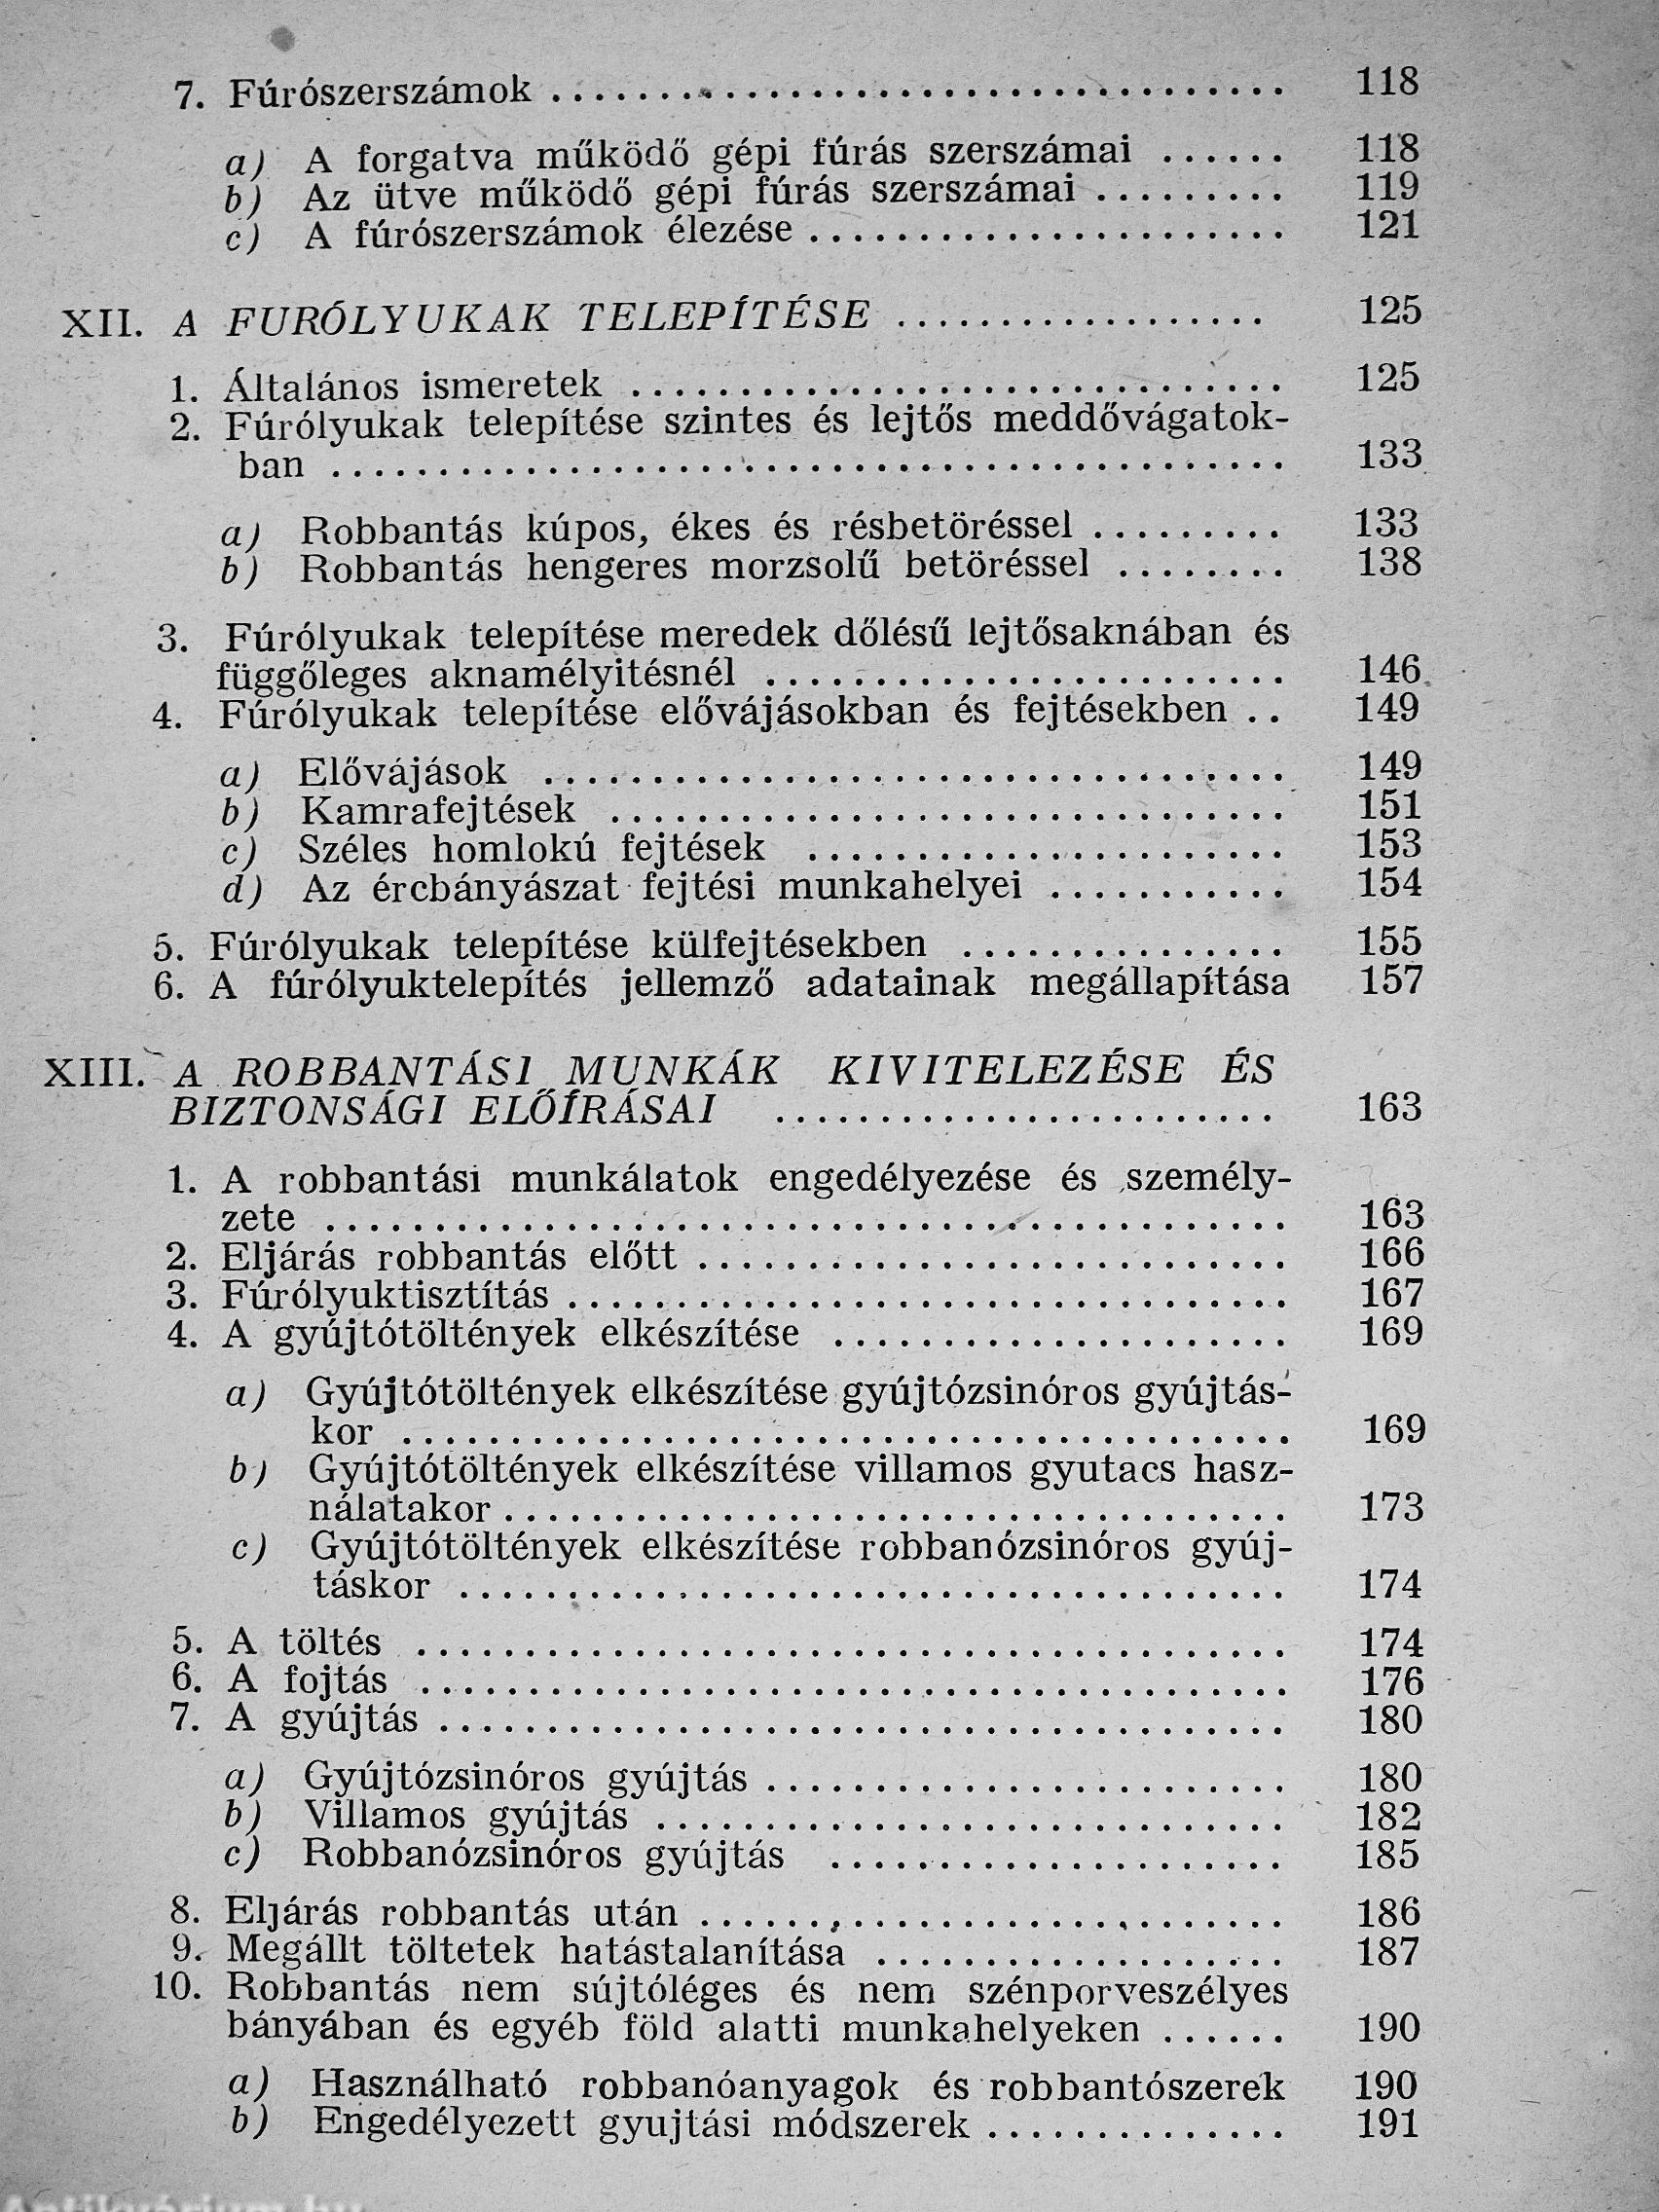 7. Fúrószerszámok . . . . . . . . . . . . . . . . . . . . 118
a) A forgatva működő gépi fúrás szerszámai . . . . . . 118
b) Az ütve működő gépi fúrás szerszámai . . . . . . . . . 119
c) A fúrószerszámok élezése . . . . . . . . . . . . . . . . 121
XII. A FURÓLYUKAK TELEPÍTÉSE . . . . . . . . . . . . . . . . 125
1. Általános ismeretek . . . . . . . . . . . . . . . . . . . . 125
2. Fúrólyukak telepítése szintes és lejtős meddővágatok-
ban . . . . . . . . . . . . . . . . . . . . 133
a) Robbantás kúpos, ékes és résbetöréssel . . . . . . . . . 133
b) Robbantás hengeres morzsolű betöréssel . . . . . . . . 138
3. Fúrólyukak telepítése meredek dőlésű lejtősaknában és
függőleges aknamélyitésnél . . . . . . . . . . . . . . . . 146
4. Fúrólyukak telepítése elővájásokban és fejtésekben . . 149
a) Elővájások . . . . . . . . . . . . . . . . . . . . 149
b) Kamrafejtések . . . . . . . . . . . . . . . . . . . . 151
c) Széles homlokú fejtések . . . . . . . . . . . . . . . . 153
d) Az ércbányászat fejtési munkahelyei . . . . . . . . . . . 154
5. Fúrólyukak telepítése külfejtésekben . . . . . . . . . . . . . . . 155
6. A fúrólyuktelepítés jellemző adatainak megállapítása 157
XIII. A ROBBANTÁSI MUNKÁK KIVITELEZÉSE ÉS
BIZTONSÁGI ELŐÍRÁSAI . . . . . . . . . . . . . . . . 163
1. A robbantási munkálatok engedélyezése és személy-
zete . . . . . . . . . . . . . . . . . . . . 163
2. Eljárás robbantás előtt . . . . . . . . . . . . . . . . . . . . 166
3. Fúrólyuktisztítás . . . . . . . . . . . . . . . . . . . . 167
4. A gyújtótöltények elkészítése . . . . . . . . . . . . . . . . 169
a) Gyújtótöltények elkészítése gyújtózsinóros gyújtás-
kor . . . . . . . . . . . . . . . . . . . . 169
b) Gyújtótöltények elkészítése villamos gyutacs hasz-
nálatakor . . . . . . . . . . . . . . . . . . . . 173
c) Gyújtótöltények elkészítése robbanózsinóros gyúj-
táskor . . . . . . . . . . . . . . . . . . . . 174
5. A töltés . . . . . . . . . . . . . . . . . . . . 174
6. A fojtás . . . . . . . . . . . . . . . . . . . . 176
7. A gyújtás . . . . . . . . . . . . . . . . . . . . 180
a) Gyújtózsinóros gyújtás . . . . . . . . . . . . . . . . 180
b) Villamos gyújtás . . . . . . . . . . . . . . . . . . . . 182
c) Robbanózsinóros gyújtás . . . . . . . . . . . . . . . . 185
8. Eljárás robbantás után . . . . . . . . . . . . . . . . . . . . 186
9. Megállt töltetek hatástalanítása . . . . . . . . . . . . . . . . 187
10. Robbantás nem sújtóléges és nem szénporveszélyes
bányában és egyéb föld alatti munkahelyeken . . . . . . 190
a) Használható robbanóanyagok és robbantószerek 190
b) Engedélyezett gyujtási módszerek . . . . . . . . . . . . . . 191
Antikvárium.hu